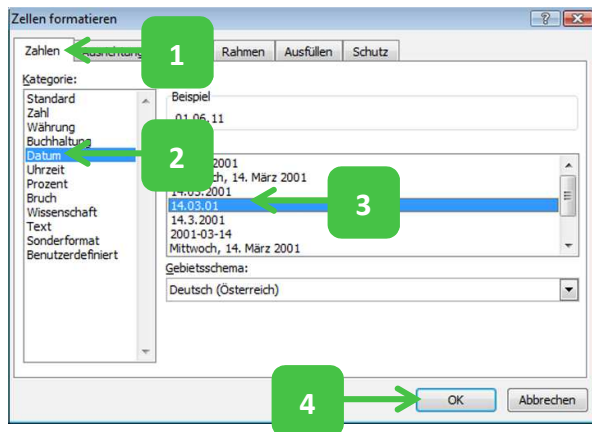 Zellen formatieren
Zahlen
1
Rahmen
Ausfüllen
Schutz
Kategorie:
Standard
Zahl
Währung
Buchhaltung
Datum
Uhrzeit
Prozent
Bruch
Wissenschaft
Text
Sonderformat
Benutzerdefiniert
2
Beispiel
01.06.11
2001
14. März 2001
14.03.2001
14.03.01
14.3.2001
2001-03-14
Mittwoch, 14. März 2001
3
Gebietsschema:
Deutsch (Österreich)
4
OK
Abbrechen